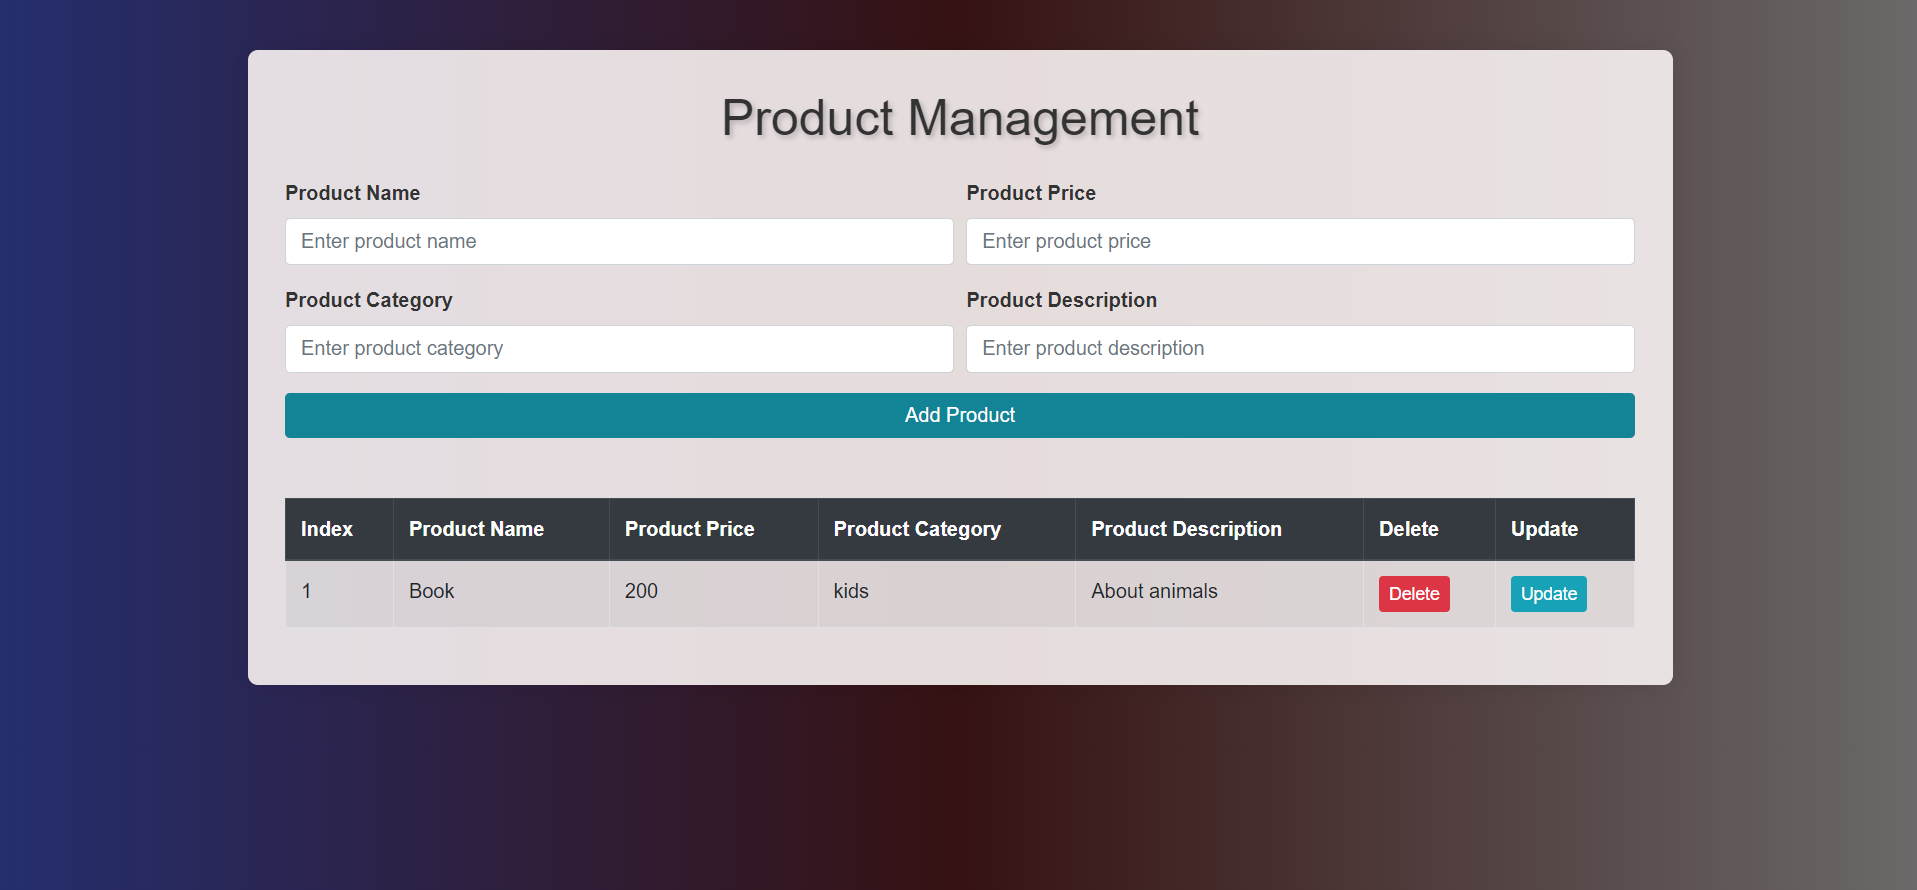 Product Management
Product Name Product Price
Enter product name Enter product price
Product Category Product Description
Enter product category Enter product description
Add Product
Index Product Name Product Price Product Category Product Description Delete Update
1 Book 200 kids About animals Delete Update